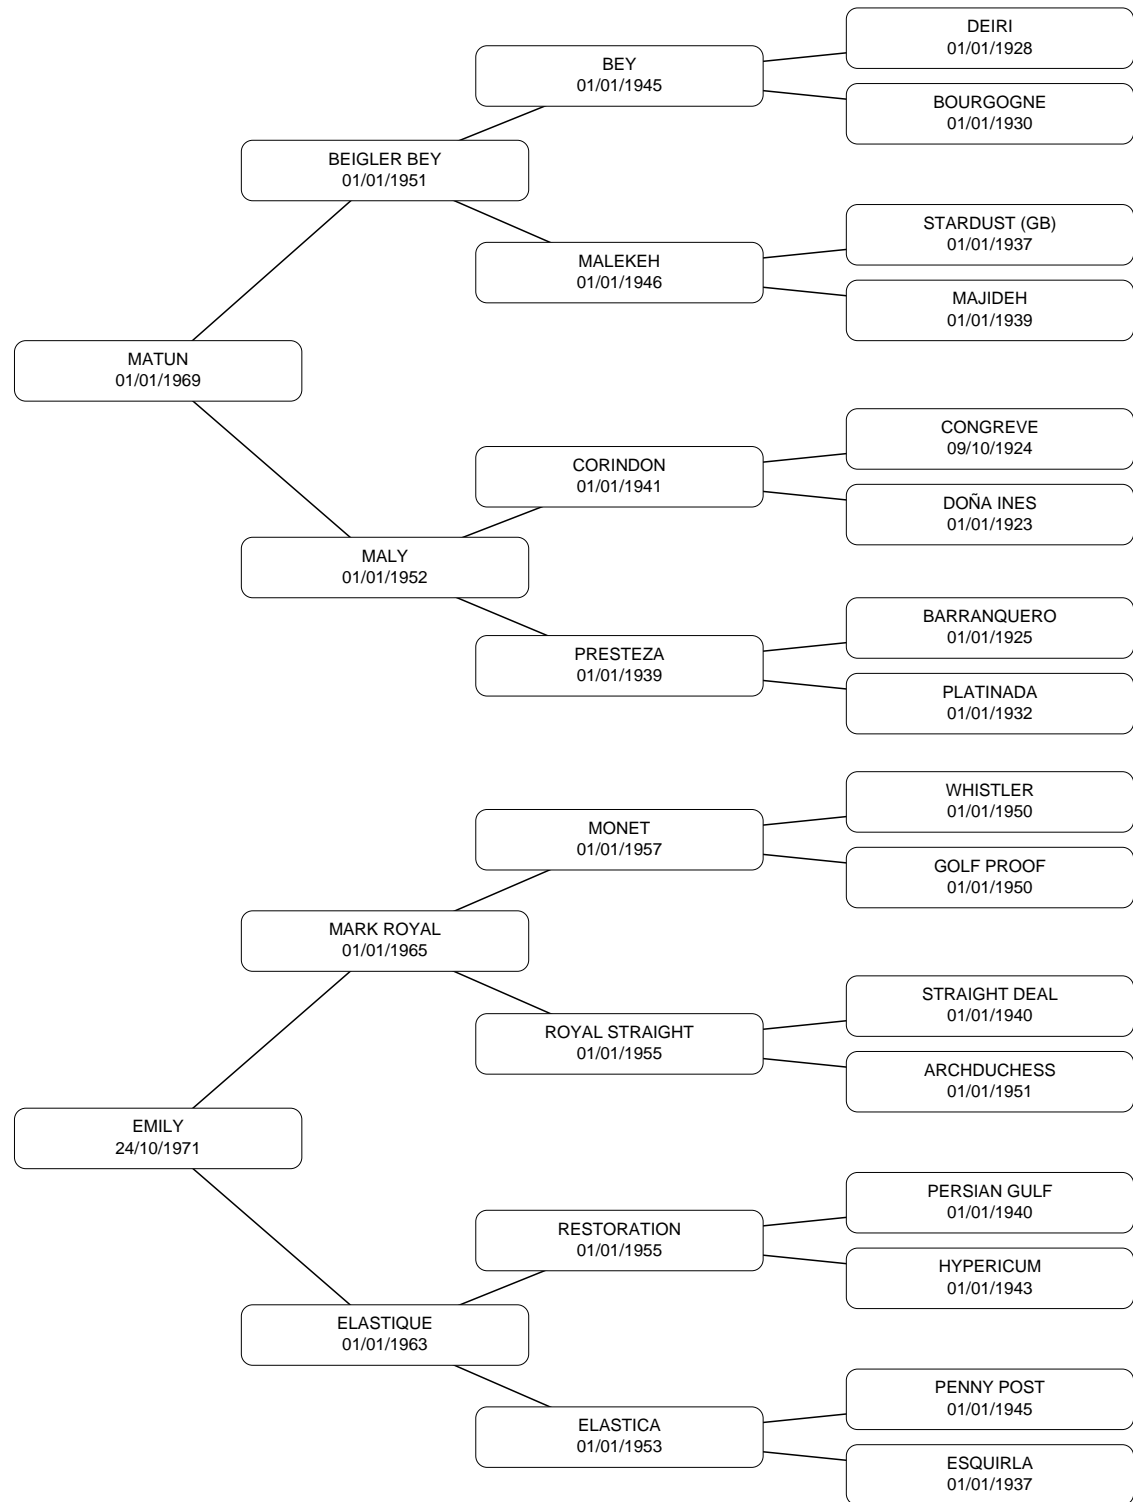 DEIRI
01/01/1928
BEY
01/01/1945
BOURGOGNE
01/01/1930
BEIGLER BEY
01/01/1951
STARDUST (GB)
01/01/1937
MALEKEH
01/01/1946
MAJIDEH
01/01/1939
MATUN
01/01/1969
CONGREVE
09/10/1924
CORINDON
01/01/1941
DOÑA INES
01/01/1923
MALY
01/01/1952
BARRANQUERO
01/01/1925
PRESTEZA
01/01/1939
PLATINADA
01/01/1932
WHISTLER
01/01/1950
MONET
01/01/1957
GOLF PROOF
01/01/1950
MARK ROYAL
01/01/1965
STRAIGHT DEAL
01/01/1940
ROYAL STRAIGHT
01/01/1955
ARCHDUCHESS
01/01/1951
EMILY
24/10/1971
PERSIAN GULF
01/01/1940
RESTORATION
01/01/1955
HYPERICUM
01/01/1943
ELASTIQUE
01/01/1963
PENNY POST
01/01/1945
ELASTICA
01/01/1953
ESQUIRLA
01/01/1937